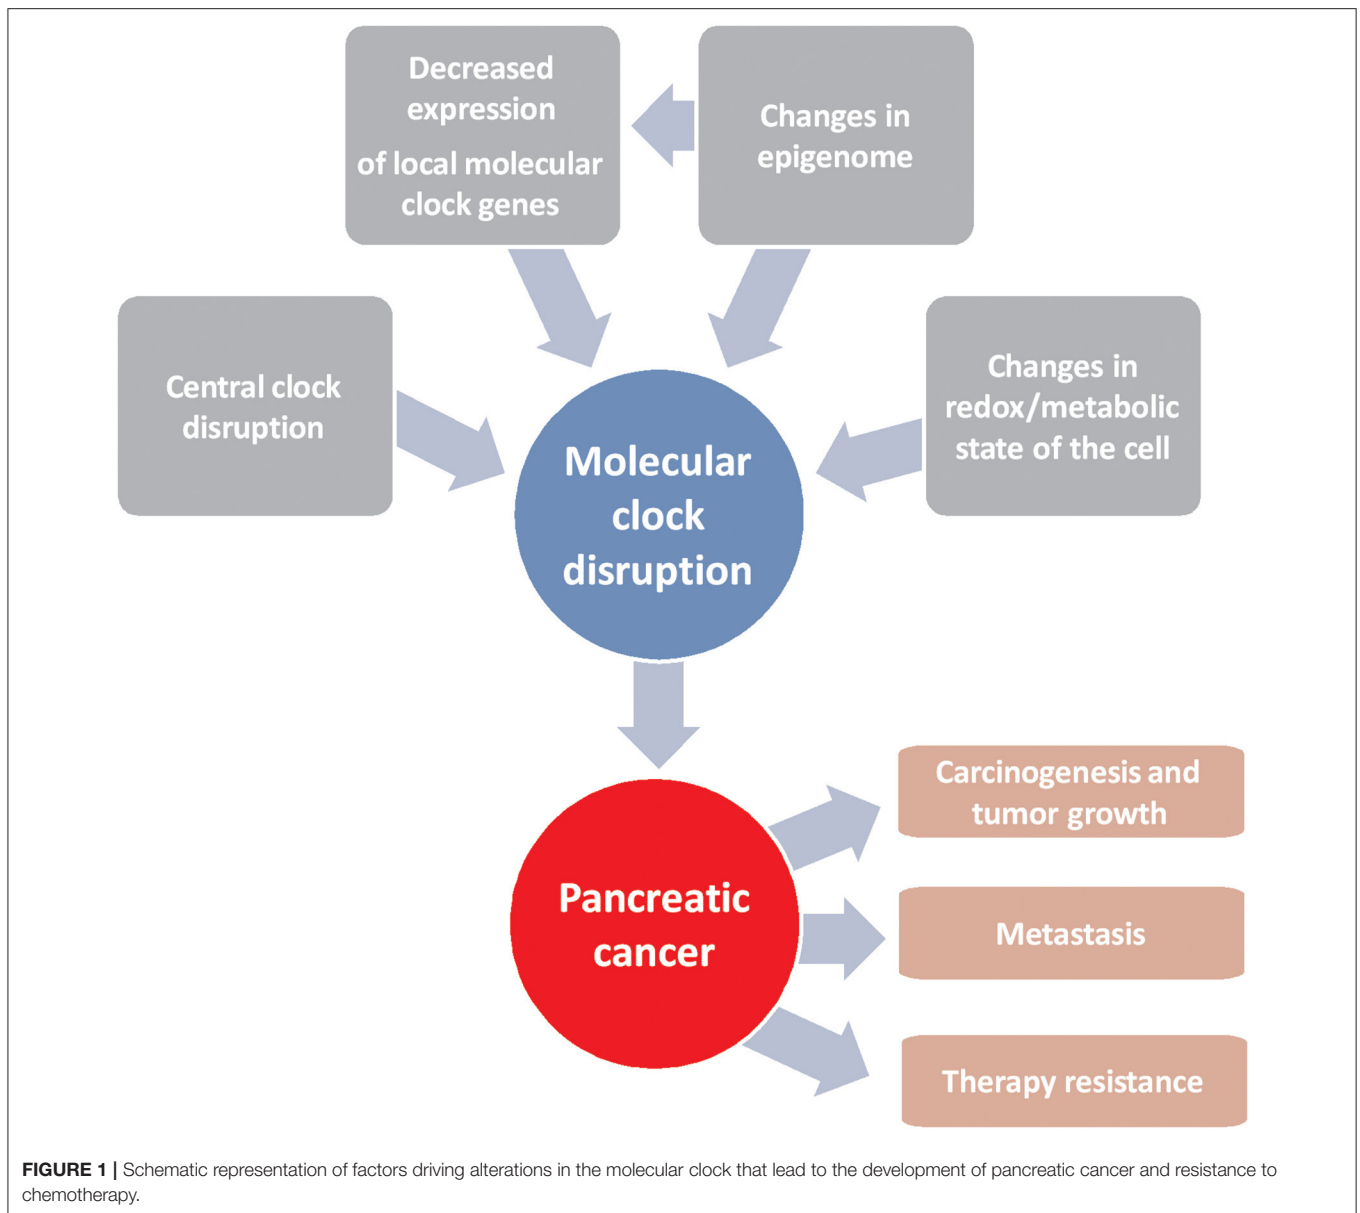 Decreased
expression
of local molecular
clock genes
Changes in
epigenome
Central clock
disruption
Changes in
redox/metabolic
state of the cell
Molecular
clock
disruption
Pancreatic
cancer
Carcinogenesis and
tumor growth
Metastasis
Therapy resistance
FIGURE 1 | Schematic representation of factors driving alterations in the molecular clock that lead to the development of pancreatic cancer and resistance to
chemotherapy.